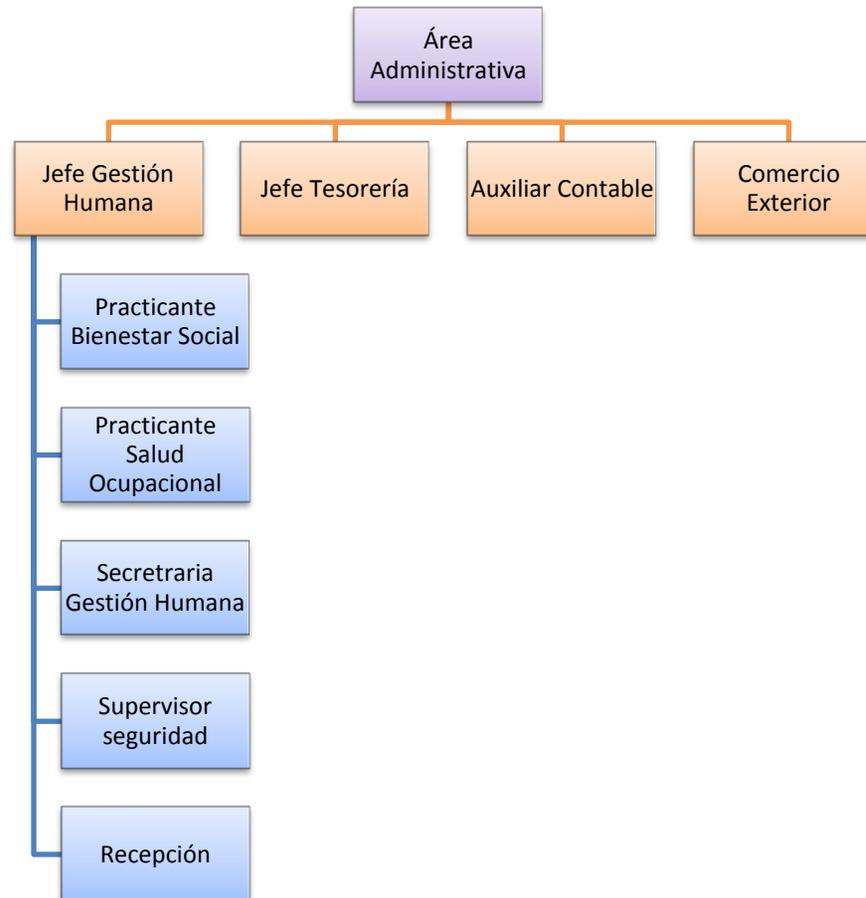 Área
Administrativa
Jefe Gestión
Humana
Jefe Tesorería
Auxiliar Contable
Comercio
Exterior
Practicante
Bienestar Social
Practicante
Salud
Ocupacional
Secretraria
Gestión Humana
Supervisor
seguridad
Recepción